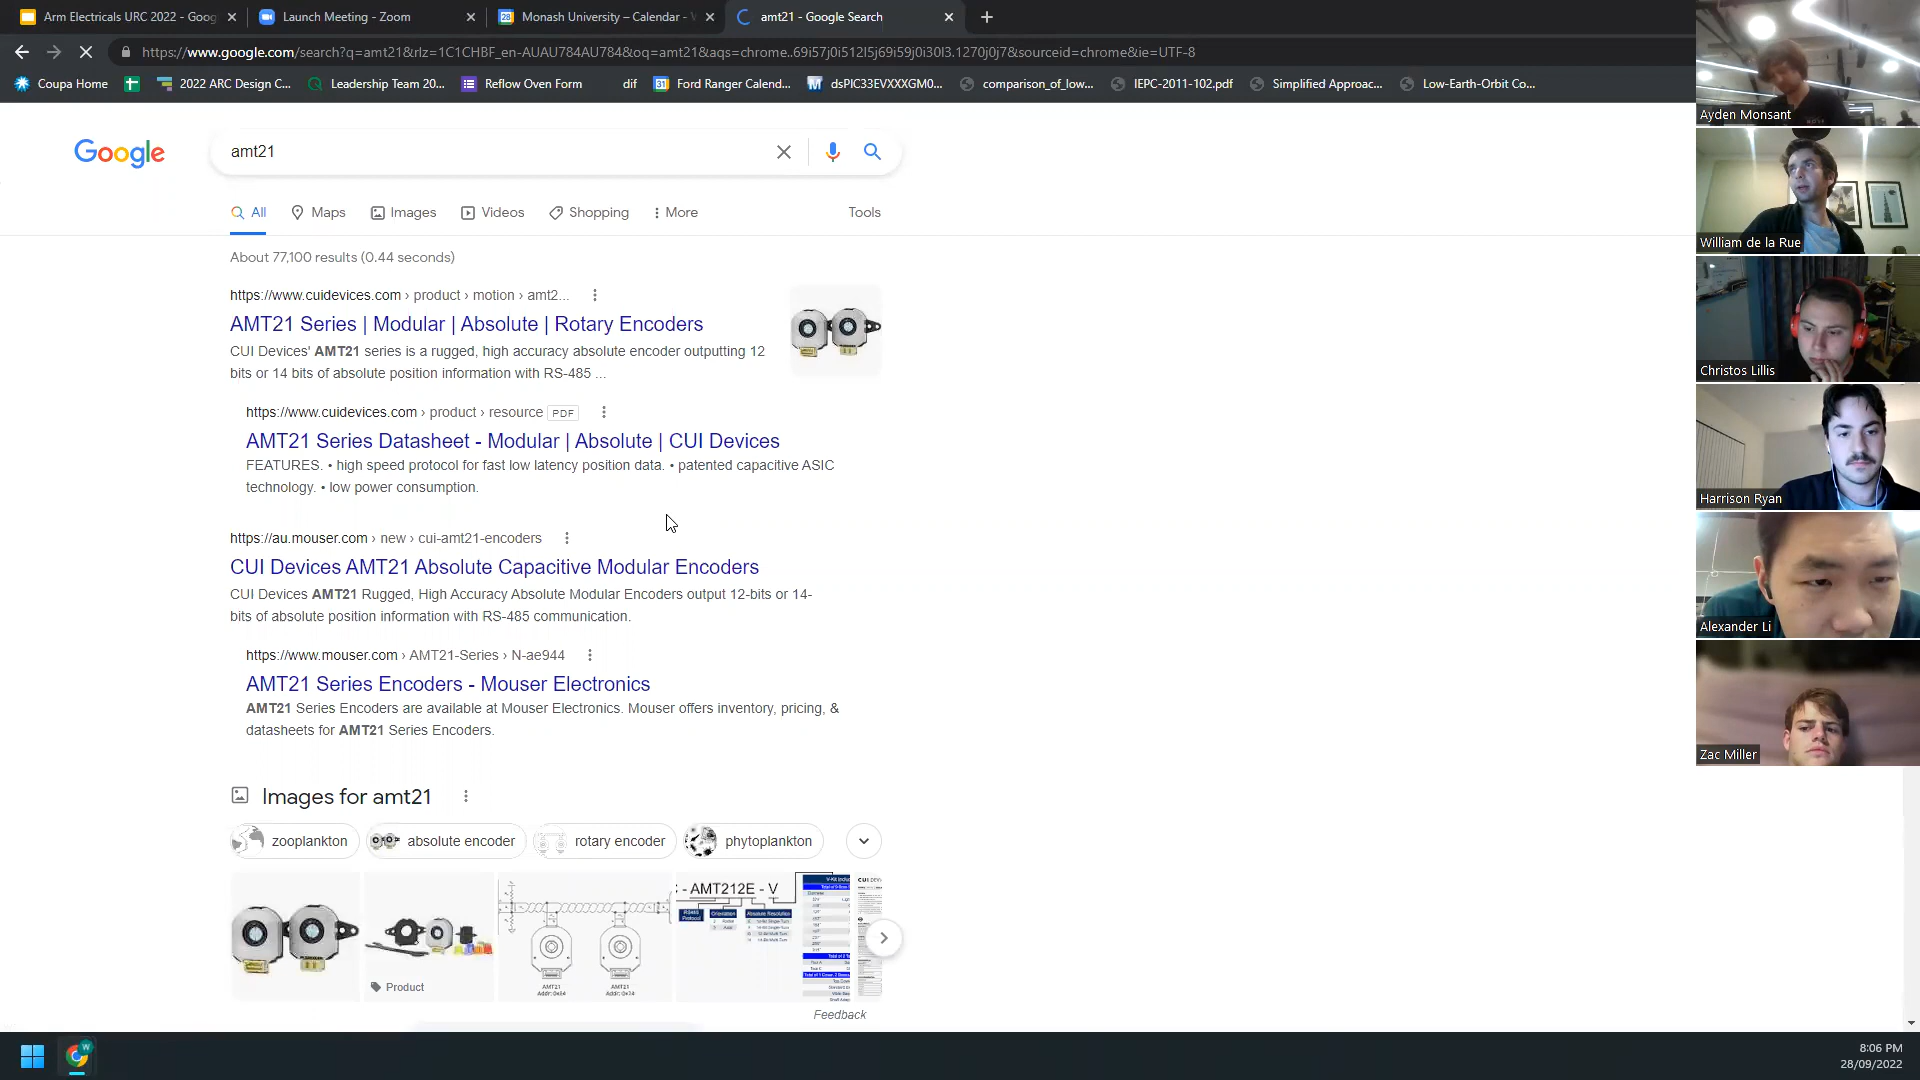 Arm Electricals URC 2022 - Goog
Launch Meeting - Zoom
Monash University – Calendar -
amt21 - Google Search
https://www.google.com/search?q=amt21&rlz=1C1CHBF_en-AUAU784AU784&oq=amt21&aqs=chrome..69i57j0i512l5j69i59j0i30l3.1270j0j7&sourceid=chrome&ie=UTF-8
Coupa Home
2022 ARC Design C...
Leadership Team 20...
Reflow Oven Form
dif
Ford Ranger Calend...
dsPIC33EVXXXGM0...
comparison_of_low...
IEPC-2011-102.pdf
Simplified Approac...
Low-Earth-Orbit Co...
Google
amt21
All
Maps
Images
Videos
Shopping
More
Tools
About 77,100 results (0.44 seconds)
https://www.cuidevices.com › product › motion › amt2...
AMT21 Series | Modular | Absolute | Rotary Encoders
CUI Devices' AMT21 series is a rugged, high accuracy absolute encoder outputting 12
bits or 14 bits of absolute position information with RS-485 ...
https://www.cuidevices.com › product › resource PDF
AMT21 Series Datasheet - Modular | Absolute | CUI Devices
FEATURES. • high speed protocol for fast low latency position data. • patented capacitive ASIC
technology. • low power consumption.
https://au.mouser.com › new › cui-amt21-encoders
CUI Devices AMT21 Absolute Capacitive Modular Encoders
CUI Devices AMT21 Rugged, High Accuracy Absolute Modular Encoders output 12-bits or 14-
bits of absolute position information with RS-485 communication.
https://www.mouser.com › AMT21-Series › N-ae944
AMT21 Series Encoders - Mouser Electronics
AMT21 Series Encoders are available at Mouser Electronics. Mouser offers inventory, pricing, &
datasheets for AMT21 Series Encoders.
Images for amt21
zooplankton
absolute encoder
rotary encoder
phytoplankton
Product
AMT21
AMT21
- AMT212E - V
Feedback
Ayden Monsant
William de la Rue
Christos Lillis
Harrison Ryan
Alexander Li
Zac Miller
8:06 PM
28/09/2022